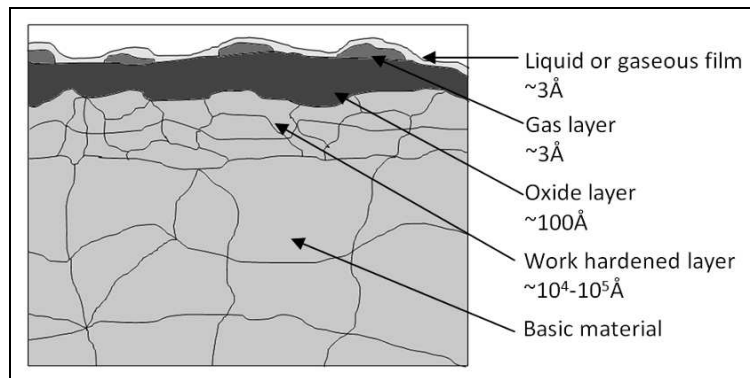 Liquid or gaseous film
~3Å
Gas layer
~3Å
Oxide layer
~100Å
Work hardened layer
~10⁴-10⁵Å
Basic material